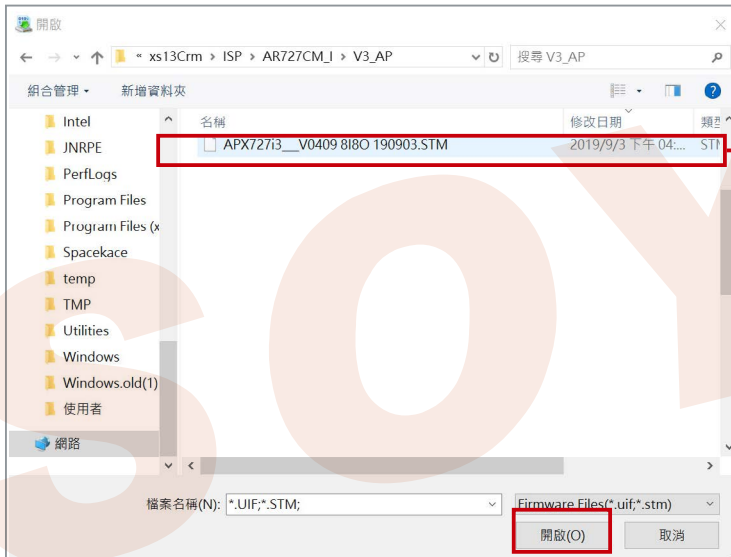 開啟
« xs13Crm › ISP › AR727CM_I › V3_AP
搜尋 V3_AP
組合管理 新增資料夾
名稱 修改日期 類型
APX727i3__V0409 8I8O 190903.STM 2019/9/3 下午 04:... STM
Intel
JNRPE
PerfLogs
Program Files
Program Files (x
Spacekace
temp
TMP
Utilities
Windows
Windows.old(1)
使用者
網路
檔案名稱(N): *.UIF;*.STM; Firmware Files(*.uif;*.stm)
開啟(O) 取消
SOY